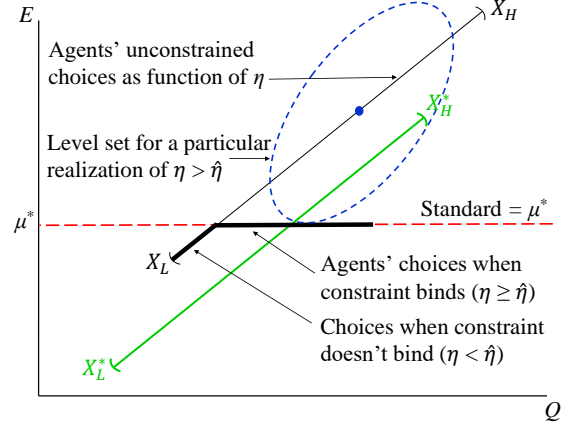 E
X_H
Agents' unconstrained
choices as function of η
X_H^*
Level set for a particular
realization of η > η̂
μ^*
Standard = μ^*
X_L
Agents' choices when
constraint binds (η ≥ η̂)
Choices when constraint
doesn't bind (η < η̂)
X_L^*
Q